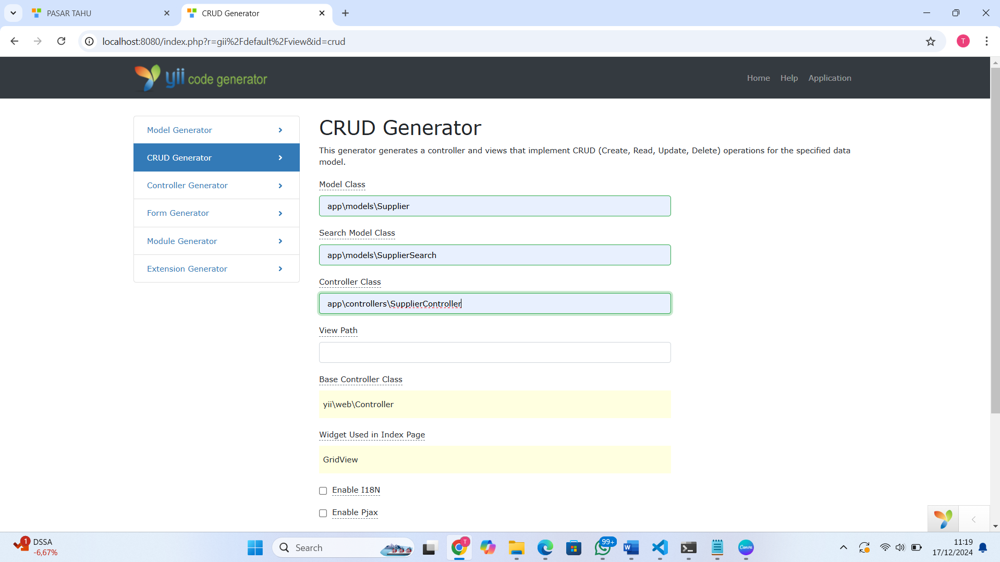 PASAR TAHU
CRUD Generator
localhost:8080/index.php?r=gii%2Fdefault%2Fview&id=crud
T
yii code generator
Home Help Application
Model Generator
CRUD Generator
Controller Generator
Form Generator
Module Generator
Extension Generator
CRUD Generator
This generator generates a controller and views that implement CRUD (Create, Read, Update, Delete) operations for the specified data
model.
Model Class
app\models\Supplier
Search Model Class
app\models\SupplierSearch
Controller Class
app\controllers\SupplierController
View Path
Base Controller Class
yii\web\Controller
Widget Used in Index Page
GridView
Enable I18N
Enable Pjax
1
DSSA
-6,67%
Search
T
99+
W
Canva
11:19
17/12/2024